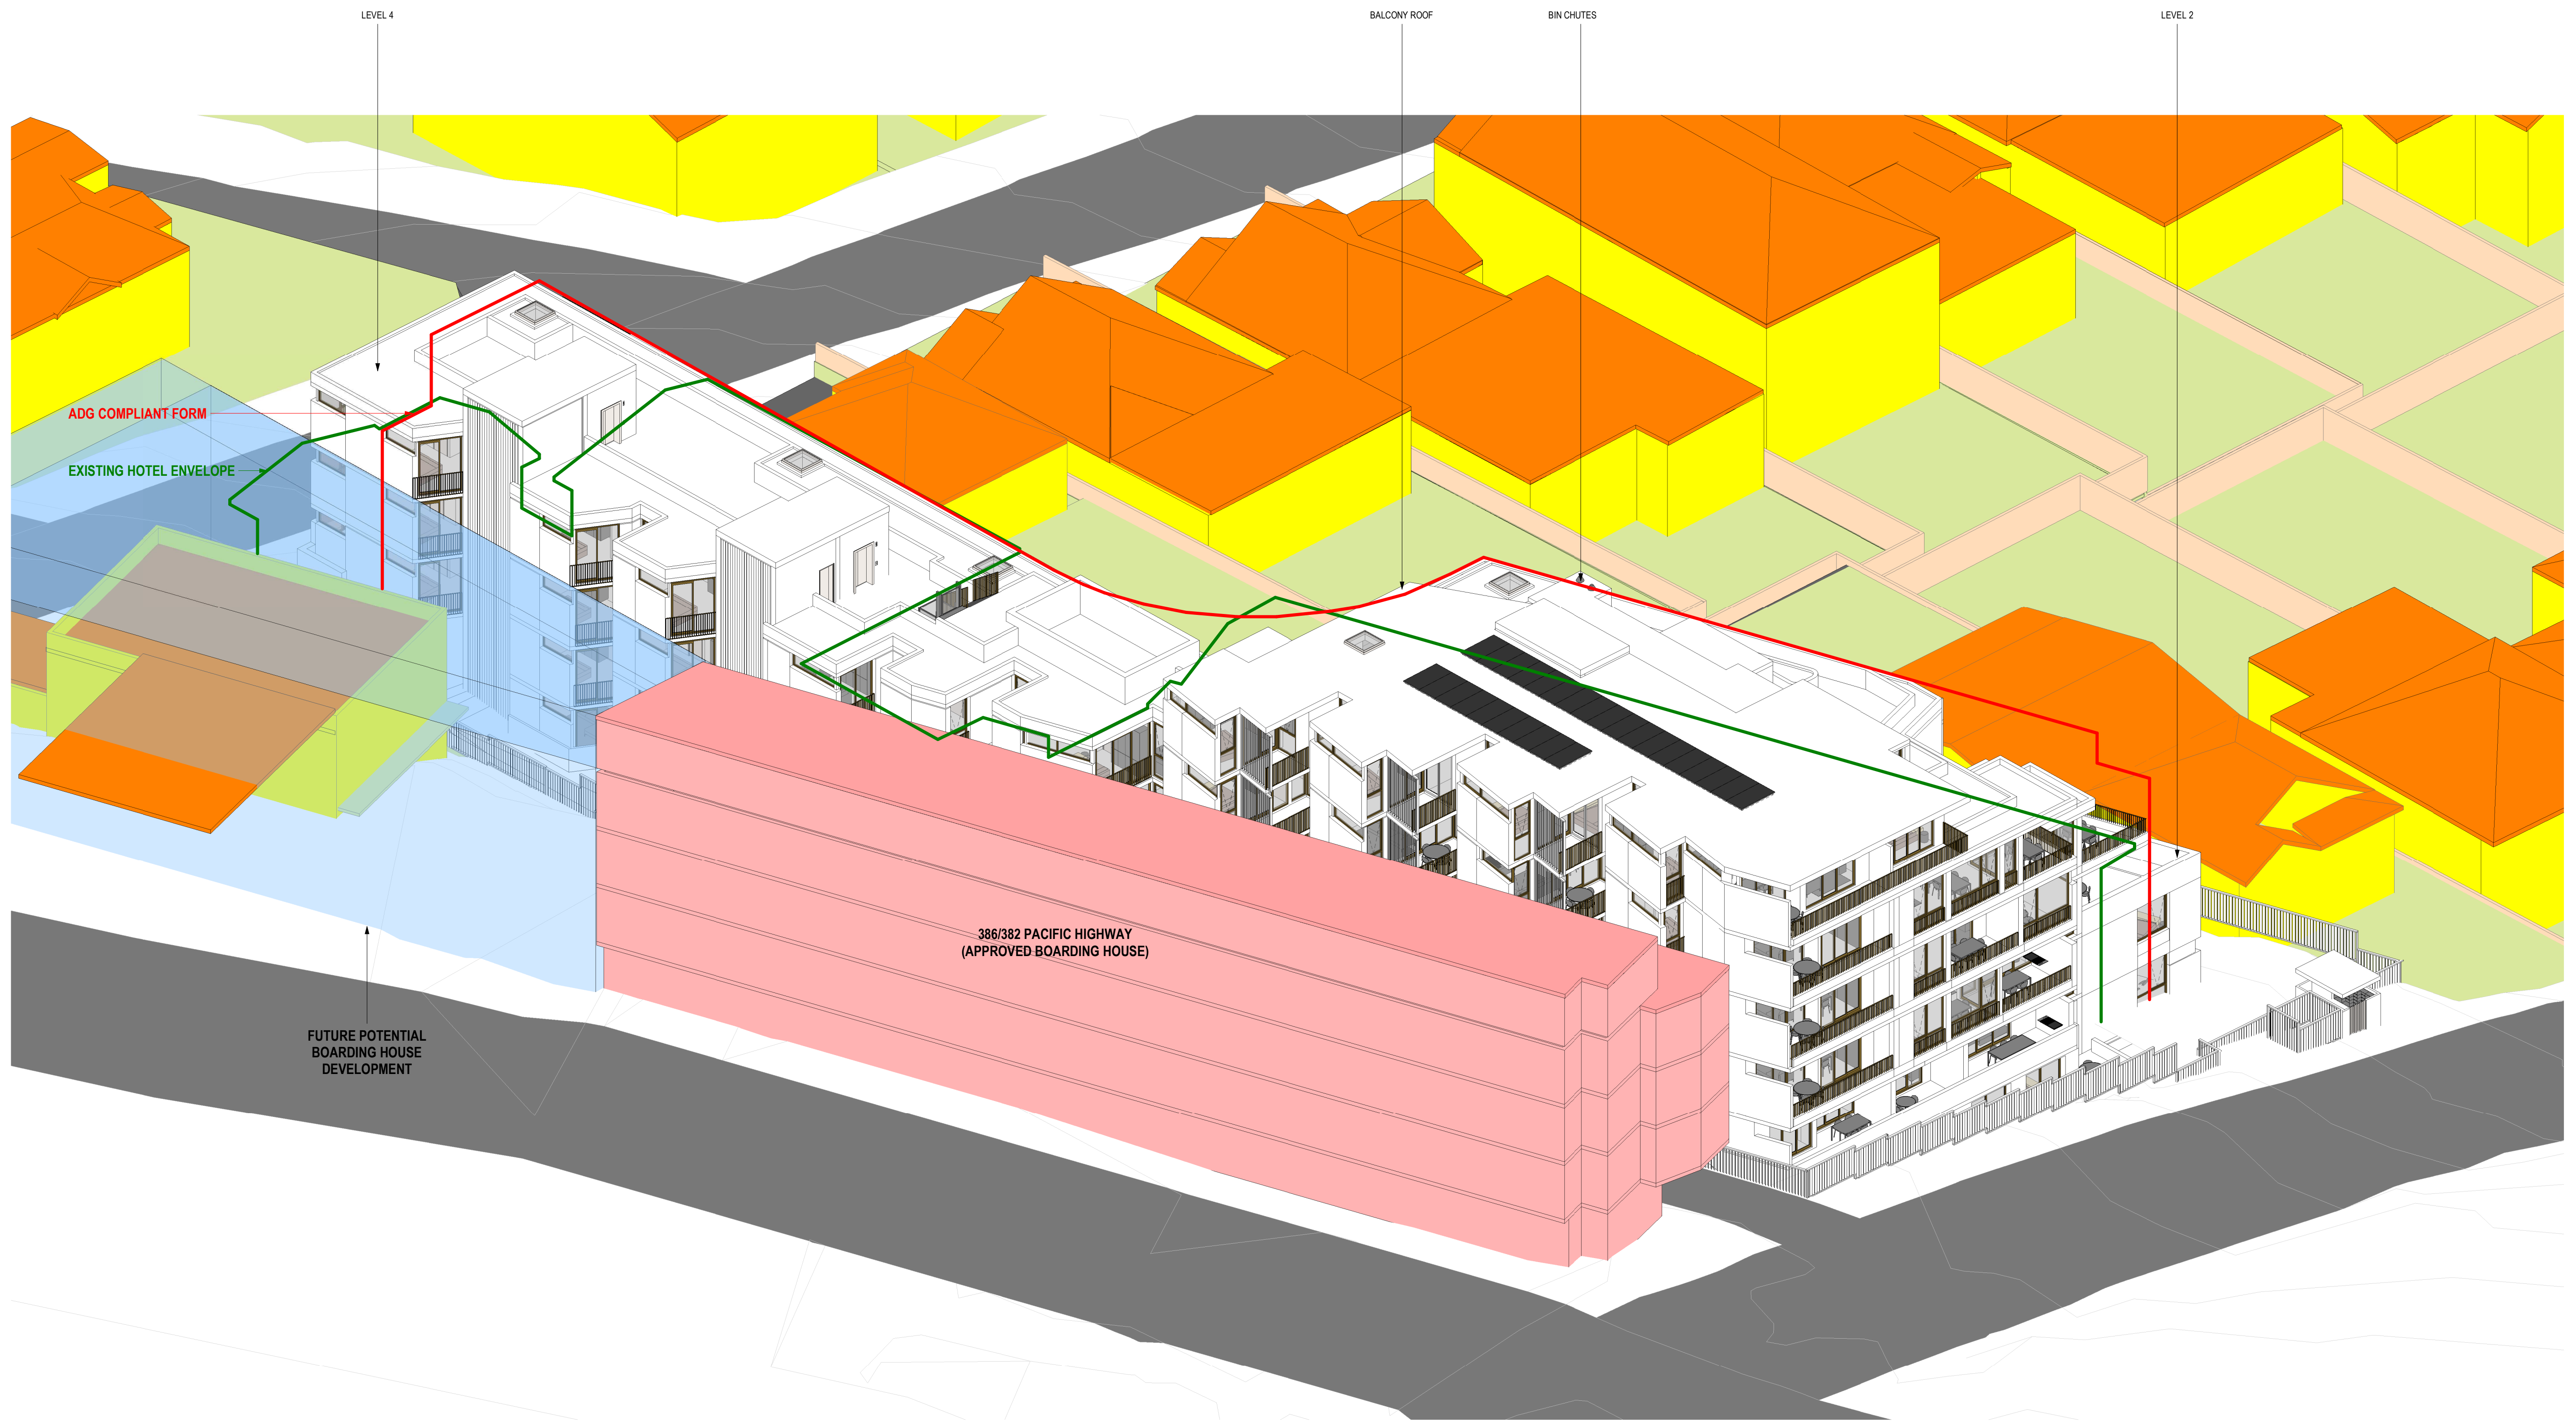 LEVEL 4
BALCONY ROOF
BIN CHUTES
LEVEL 2
ADG COMPLIANT FORM
EXISTING HOTEL ENVELOPE
386/382 PACIFIC HIGHWAY
(APPROVED BOARDING HOUSE)
FUTURE POTENTIAL
BOARDING HOUSE
DEVELOPMENT